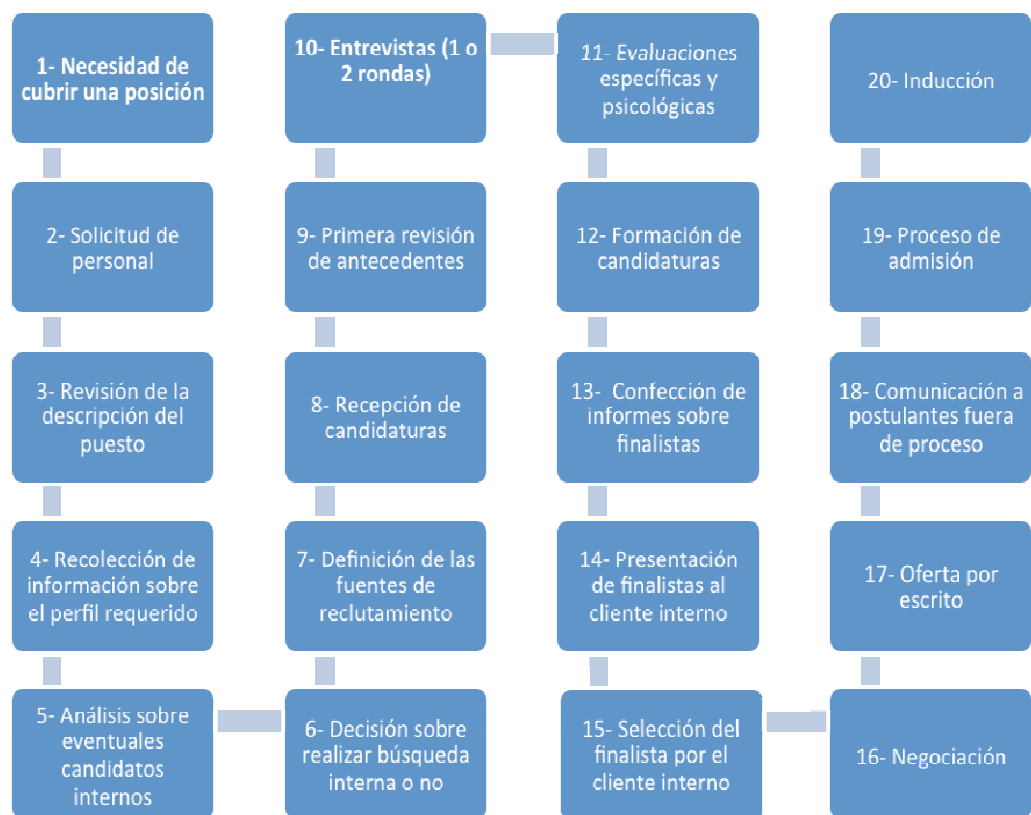 1- Necesidad de
cubrir una posición
2- Solicitud de
personal
3- Revisión de la
descripción del
puesto
4- Recolección de
información sobre
el perfil requerido
5- Análisis sobre
eventuales
candidatos
internos
6- Decisión sobre
realizar búsqueda
interna o no
7- Definición de las
fuentes de
reclutamiento
8- Recepción de
candidaturas
9- Primera revisión
de antecedentes
10- Entrevistas (1 o
2 rondas)
11- Evaluaciones
específicas y
psicológicas
12- Formación de
candidaturas
13- Confección de
informes sobre
finalistas
14- Presentación
de finalistas al
cliente interno
15- Selección del
finalista por el
cliente interno
16- Negociación
17- Oferta por
escrito
18- Comunicación a
postulantes fuera
de proceso
19- Proceso de
admisión
20- Inducción